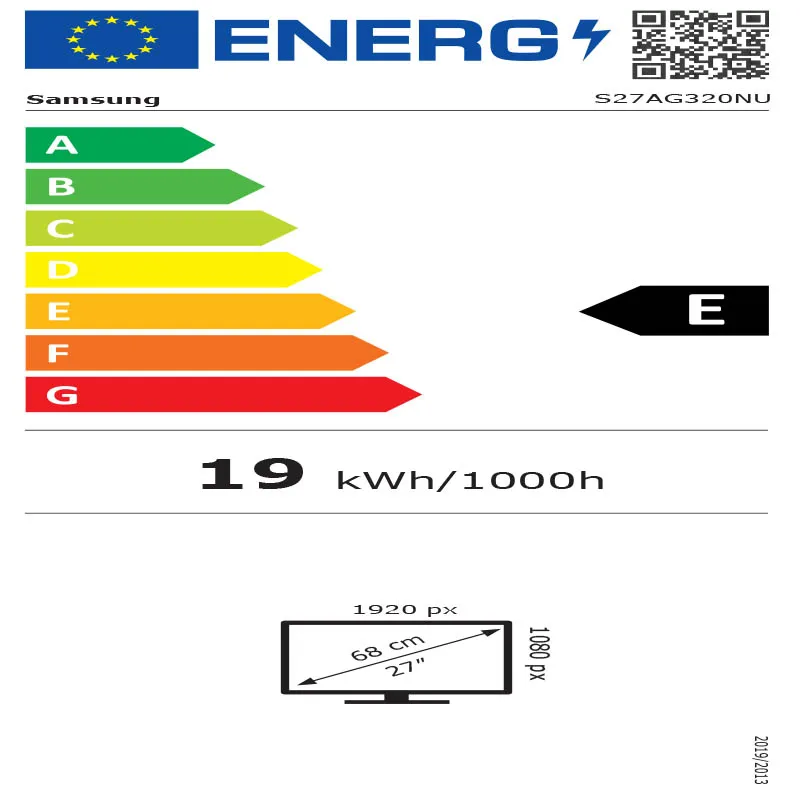 ENERG
Samsung
S27AG320NU
A
B
C
D
E
E
F
G
19 kWh/1000h
1920 px
68 cm
27"
1080 px
2019/2013